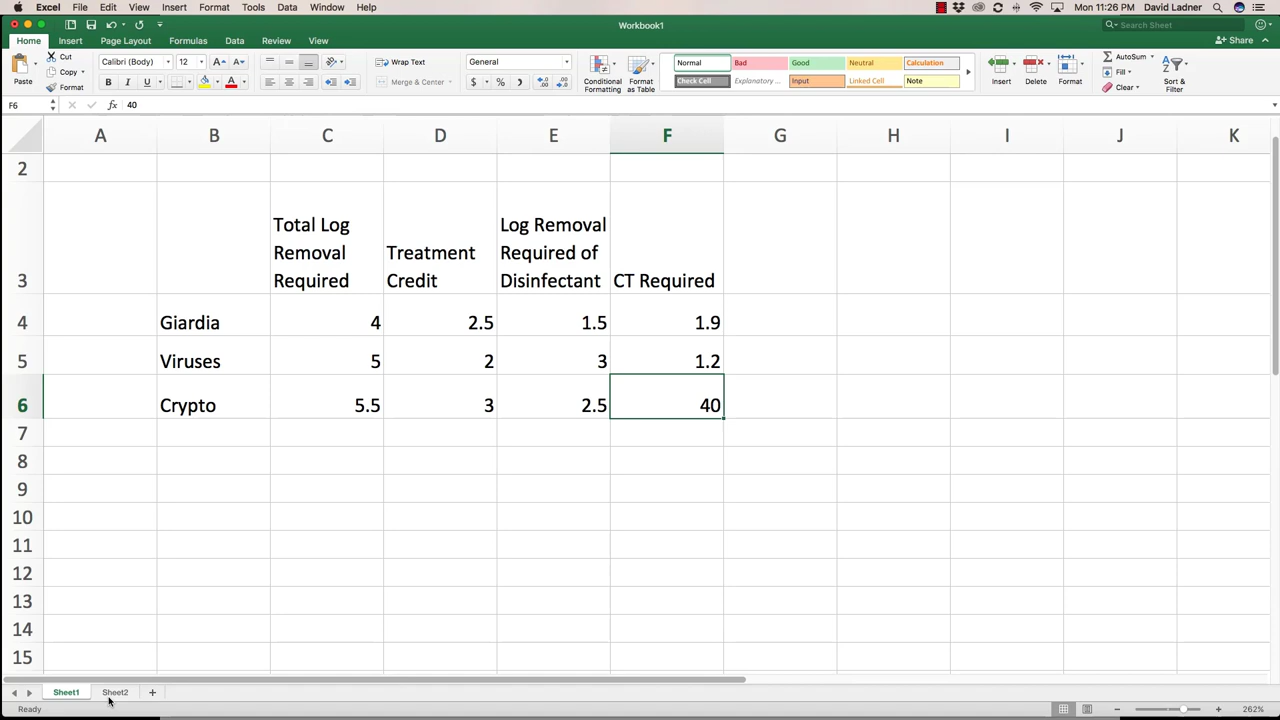 Excel File Edit View Insert Format Tools Data Window Help Mon 11:26 PM David Ladner
Workbook1 Search Sheet
Home Insert Page Layout Formulas Data Review View Share
Paste Cut Copy Format
Calibri (Body) 12 A A
B I U A
Wrap Text
Merge & Center
General
$ % ,
Conditional Formatting
Format as Table
Normal Bad Good Neutral Calculation
Check Cell Explanatory... Input Linked Cell Note
Insert Delete Format
AutoSum
Fill
Clear
Sort & Filter
F6 fx 40
A B C D E F G H I J K
2
3 Total Log Removal Required Treatment Credit Log Removal Required of Disinfectant CT Required
4 Giardia 4 2.5 1.5 1.9
5 Viruses 5 2 3 1.2
6 Crypto 5.5 3 2.5 40
7
8
9
10
11
12
13
14
15
Sheet1 Sheet2 +
Ready 262%